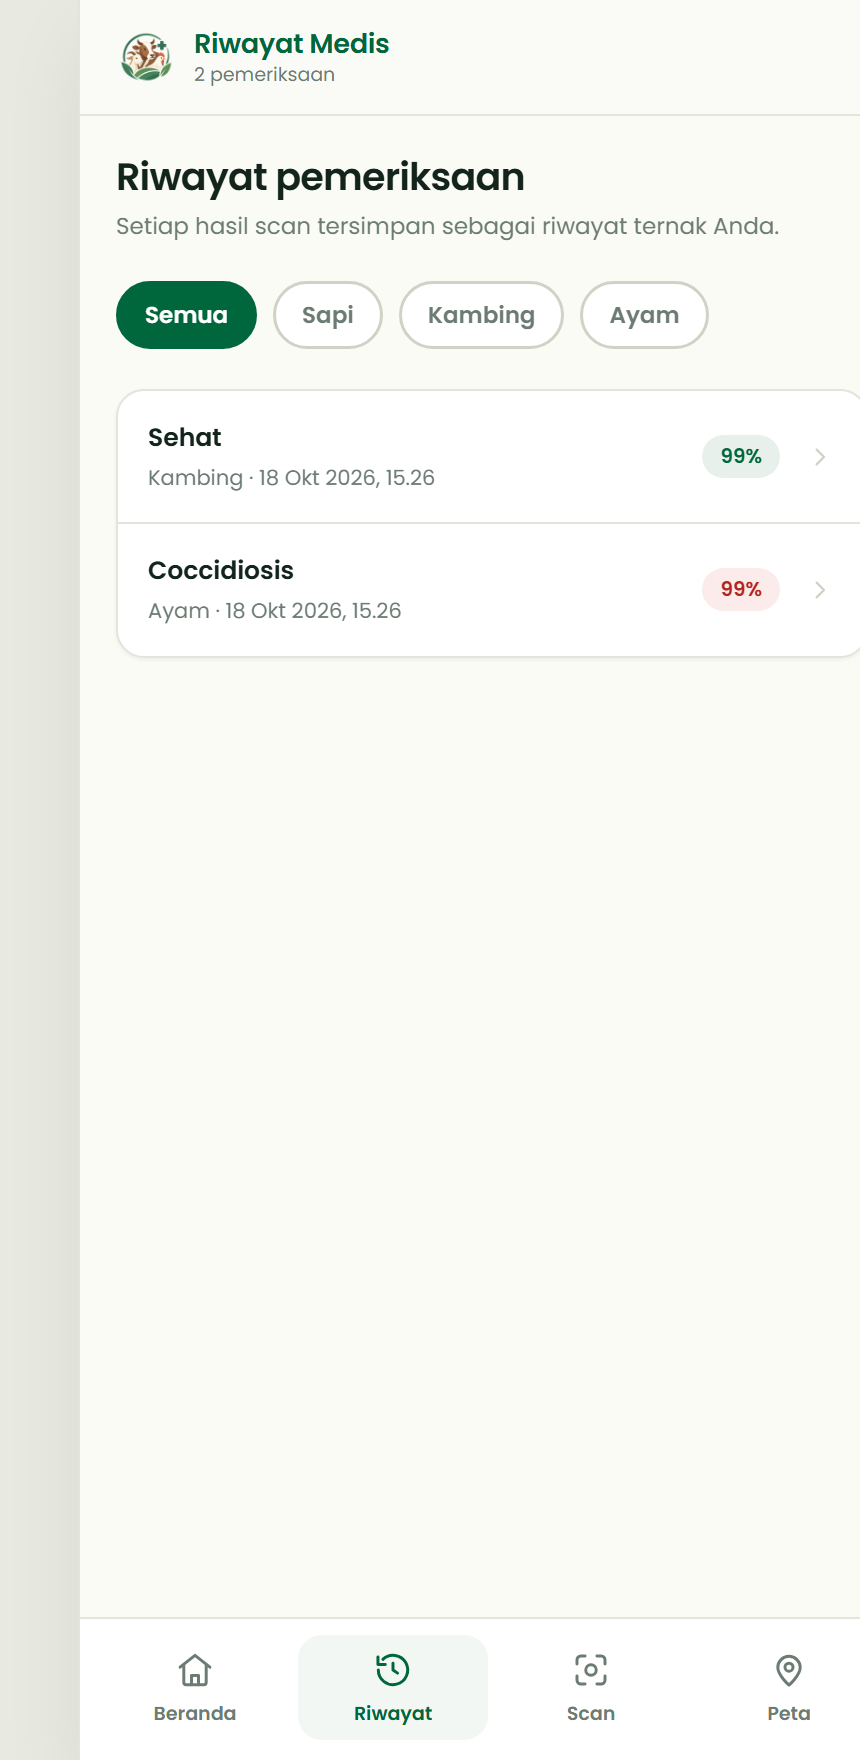 Riwayat Medis
2 pemeriksaan
Riwayat pemeriksaan
Setiap hasil scan tersimpan sebagai riwayat ternak Anda.
Semua Sapi Kambing Ayam
Sehat
Kambing · 18 Okt 2026, 15.26
99%
Coccidiosis
Ayam · 18 Okt 2026, 15.26
99%
Beranda Riwayat Scan Peta